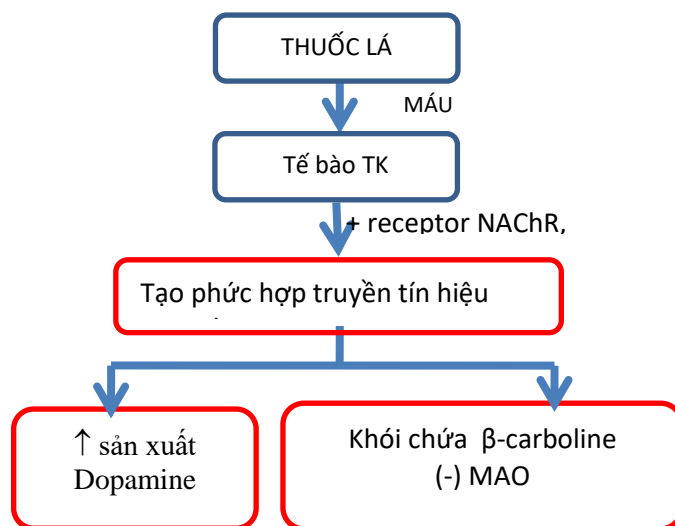 THUỐC LÁ
MÁU
Tế bào TK
+ receptor NAChR,
Tạo phức hợp truyền tín hiệu
↑ sản xuất
Dopamine
Khói chứa β-carboline
(-) MAO